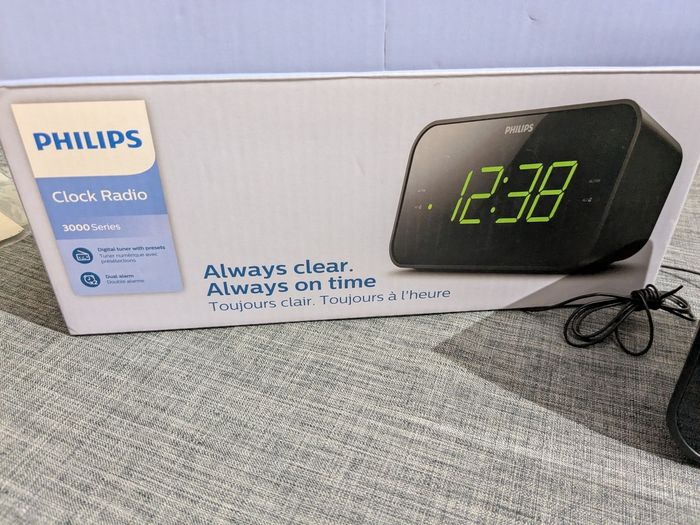 PHILIPS
Clock Radio
3000 Series
Digital tuner with presets
Tuner numérique avec
présélections
Dual alarm
Double alarme
Always clear.
Always on time
Toujours clair. Toujours à l'heure
PHILIPS
12:38